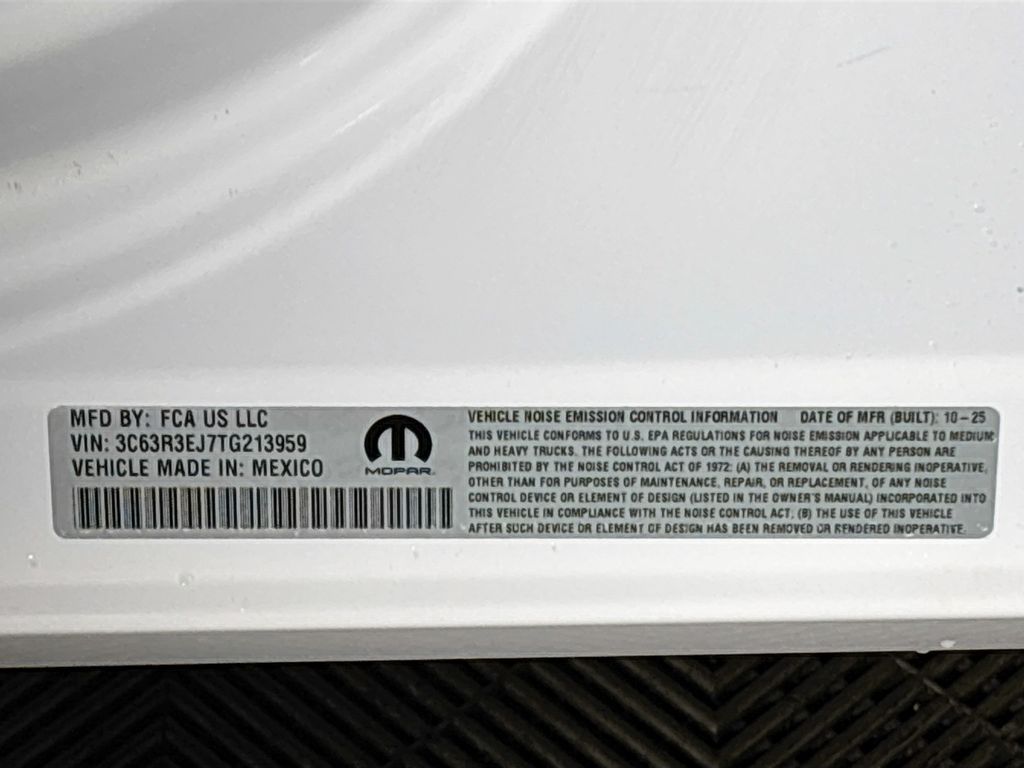 MFD BY: FCA US LLC
VIN: 3C63R3EJ7TG213959
VEHICLE MADE IN: MEXICO
MOPAR
VEHICLE NOISE EMISSION CONTROL INFORMATION DATE OF MFR (BUILT): 10-25
THIS VEHICLE CONFORMS TO U.S. EPA REGULATIONS FOR NOISE EMISSION APPLICABLE TO MEDIUM
AND HEAVY TRUCKS. THE FOLLOWING ACTS OR THE CAUSING THEREOF BY ANY PERSON ARE
PROHIBITED BY THE NOISE CONTROL ACT OF 1972: (A) THE REMOVAL OR RENDERING INOPERATIVE,
OTHER THAN FOR PURPOSES OF MAINTENANCE, REPAIR, OR REPLACEMENT, OF ANY NOISE
CONTROL DEVICE OR ELEMENT OF DESIGN (LISTED IN THE OWNER'S MANUAL) INCORPORATED INTO
THIS VEHICLE IN COMPLIANCE WITH THE NOISE CONTROL ACT; (B) THE USE OF THIS VEHICLE
AFTER SUCH DEVICE OR ELEMENT OF DESIGN HAS BEEN REMOVED OR RENDERED INOPERATIVE.